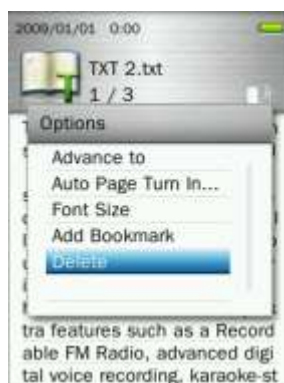 2009/01/01 0:00
TXT 2.txt
1 / 3
Options
Advance to
Auto Page Turn In...
Font Size
Add Bookmark
Delete
tra features such as a Record
able FM Radio, advanced digi
tal voice recording, karaoke-st